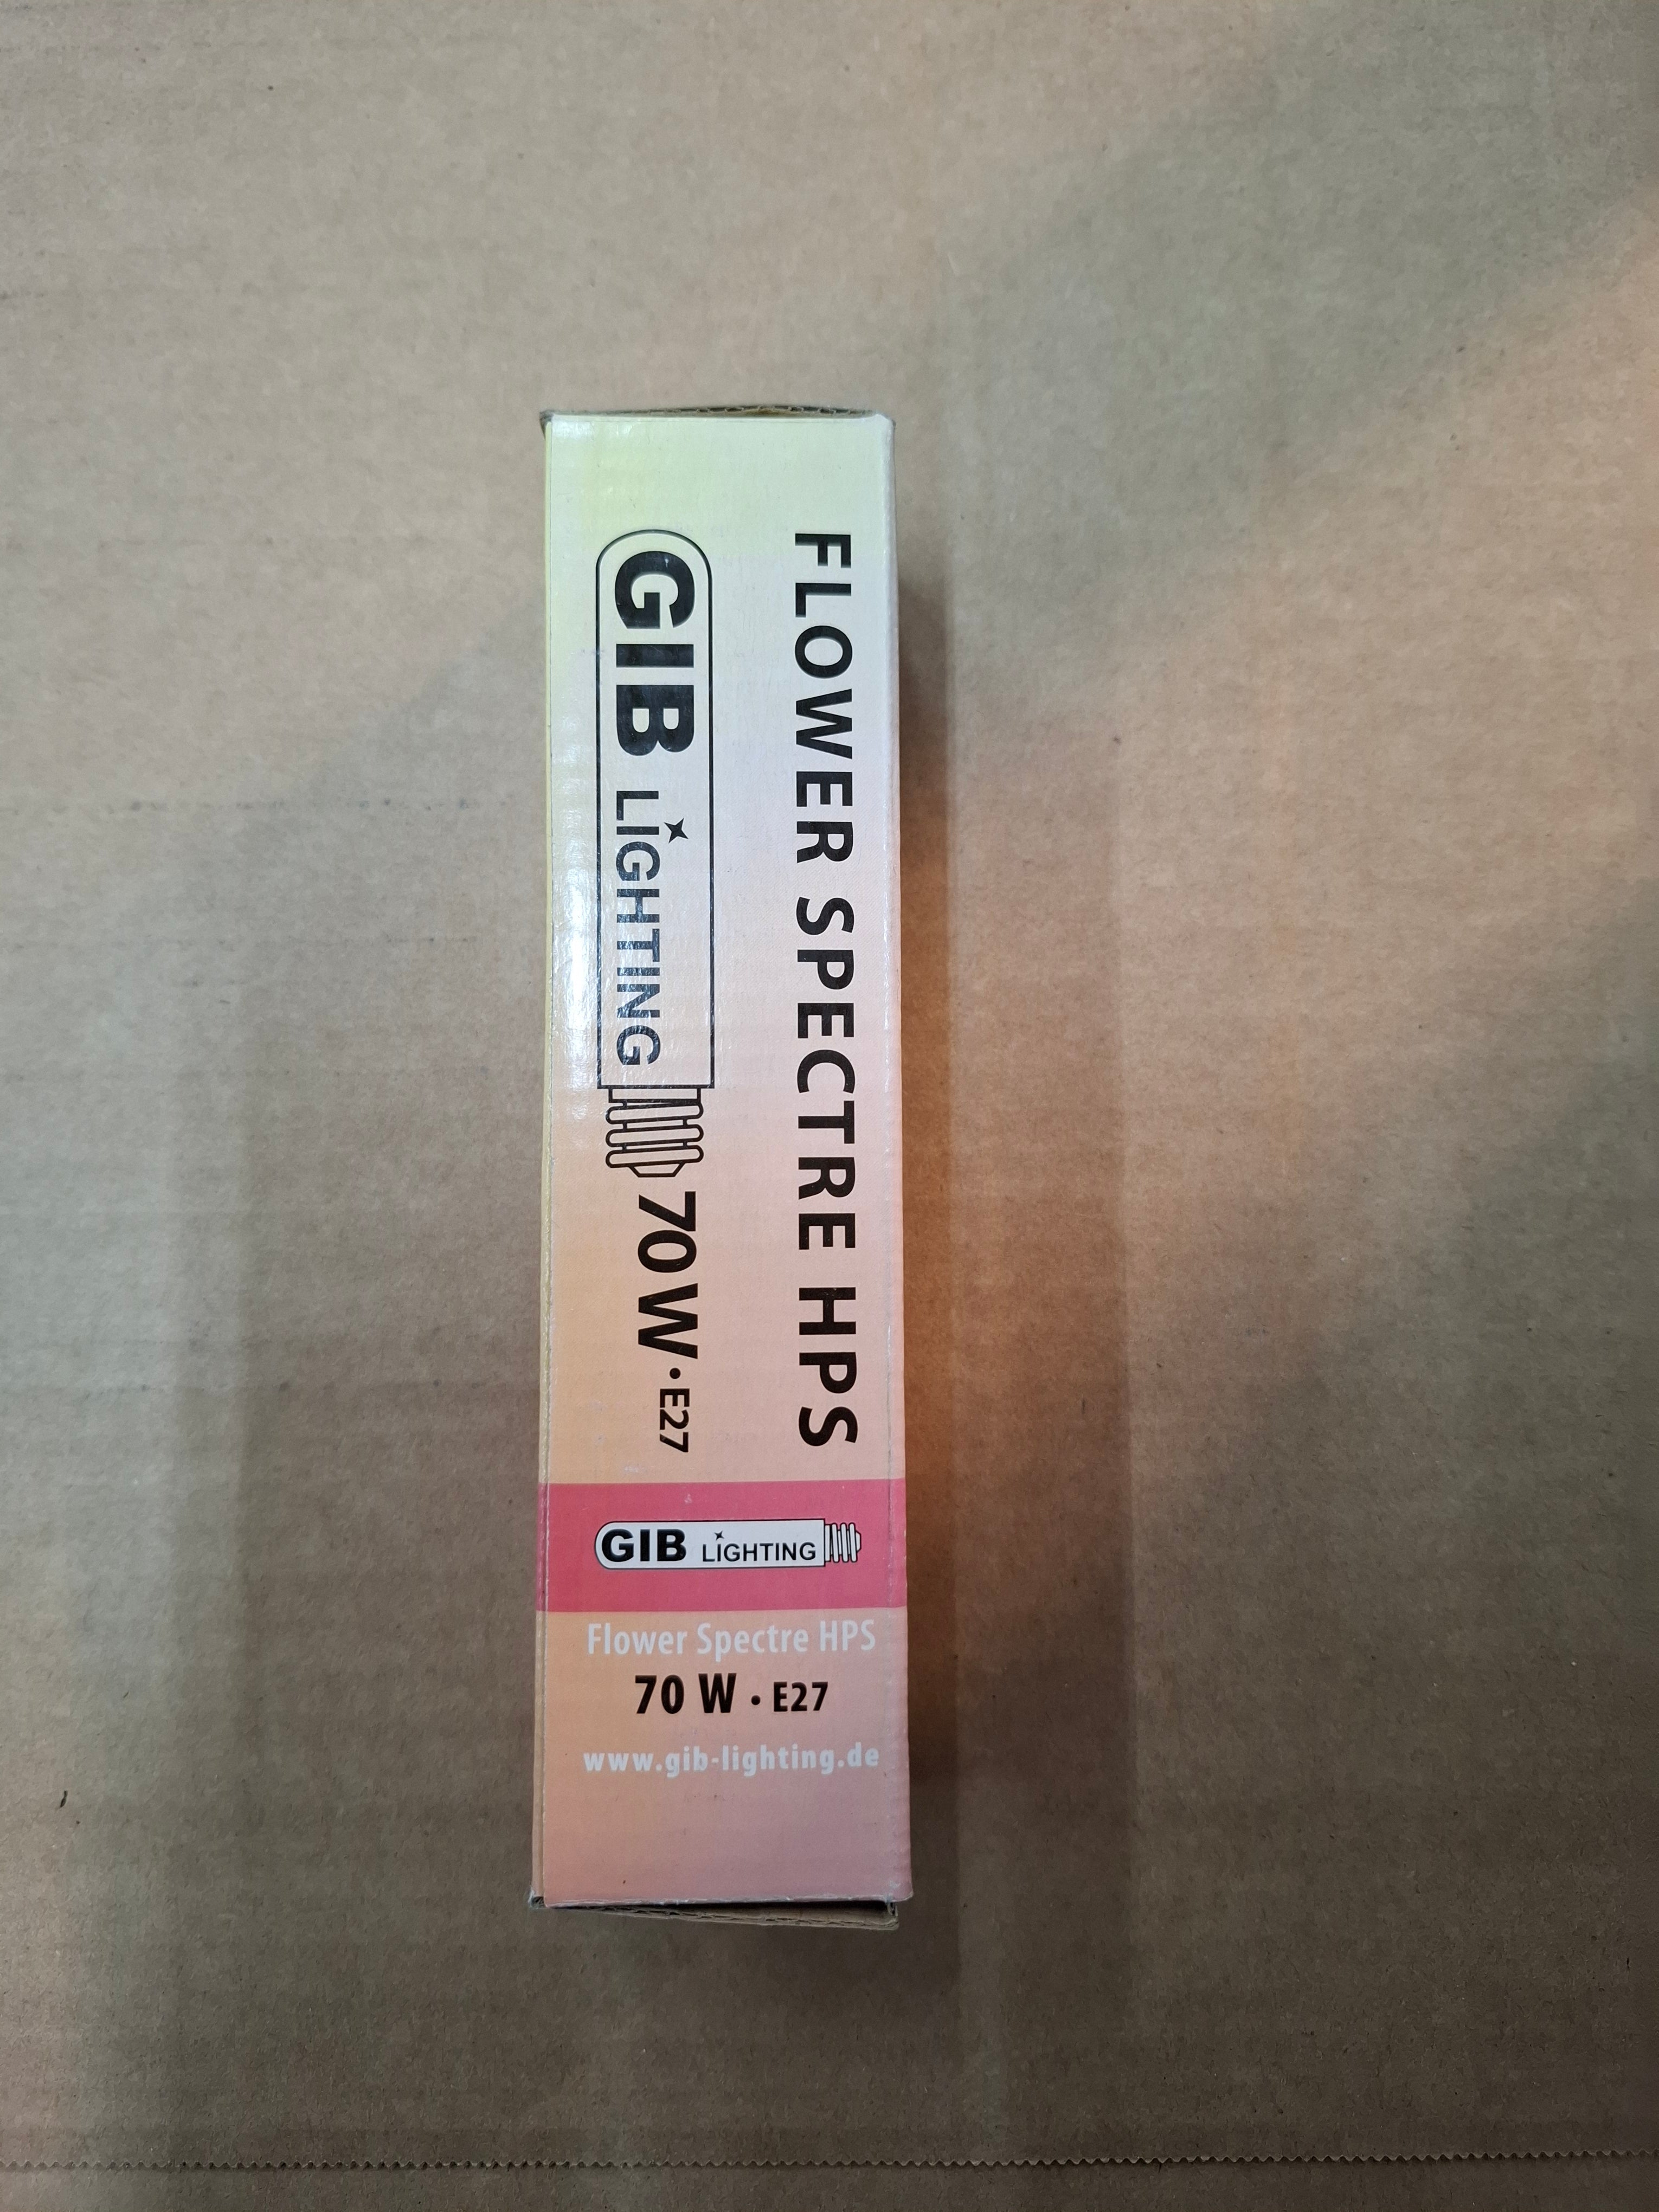 FLOWER SPECTRE HPS
GIB LiGHTING
70 W · E27
GIB LiGHTING
Flower Spectre HPS
70 W · E27
www.gib-lighting.de